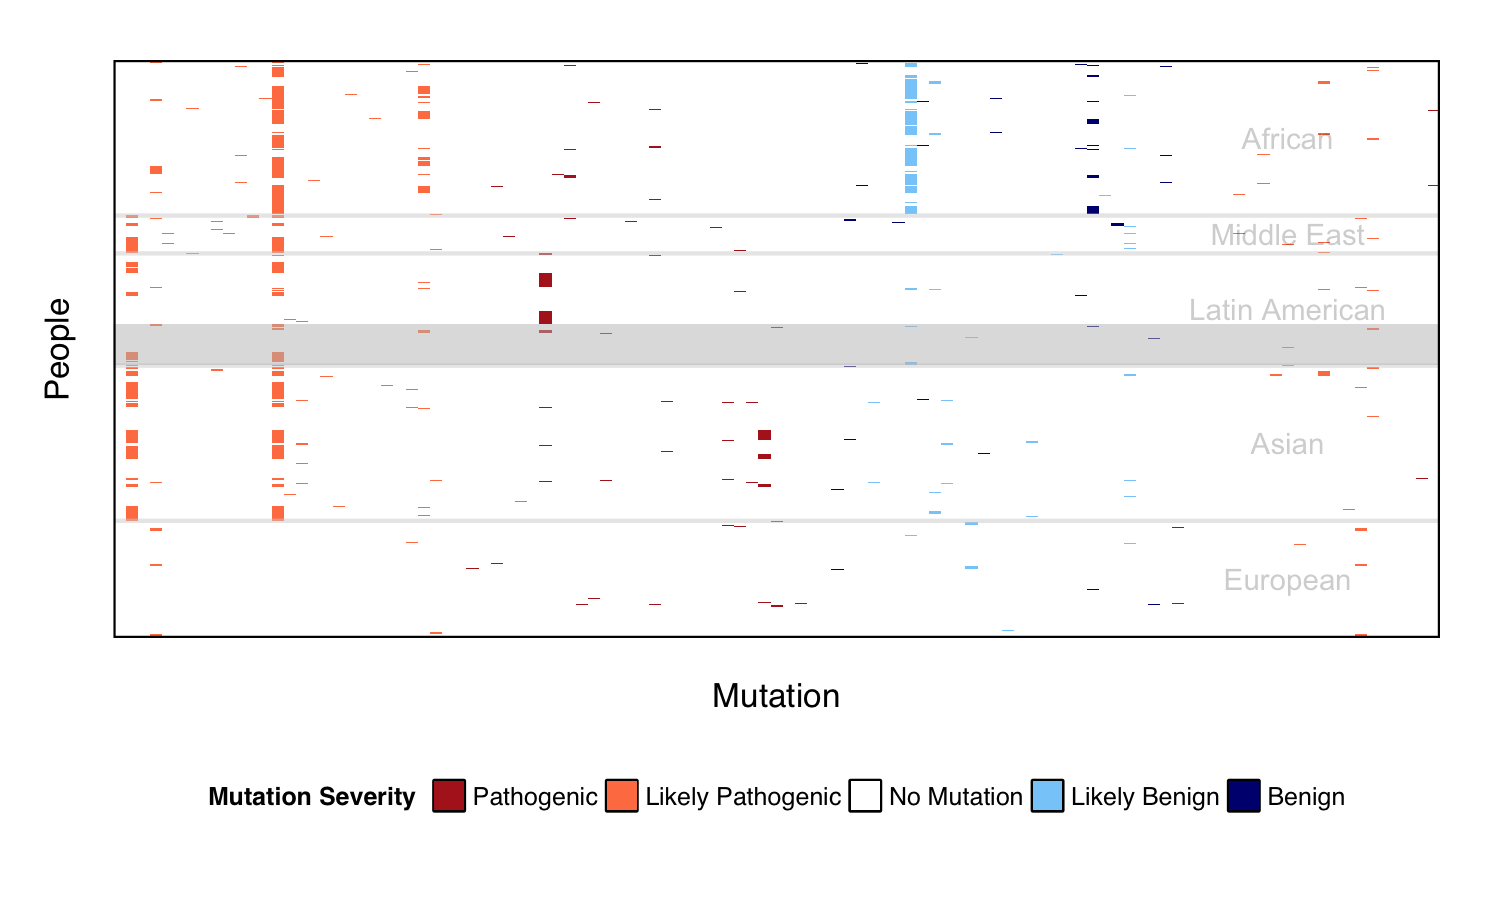 African
Middle East
Latin American
Asian
European
People
Mutation
Mutation Severity Pathogenic Likely Pathogenic No Mutation Likely Benign Benign